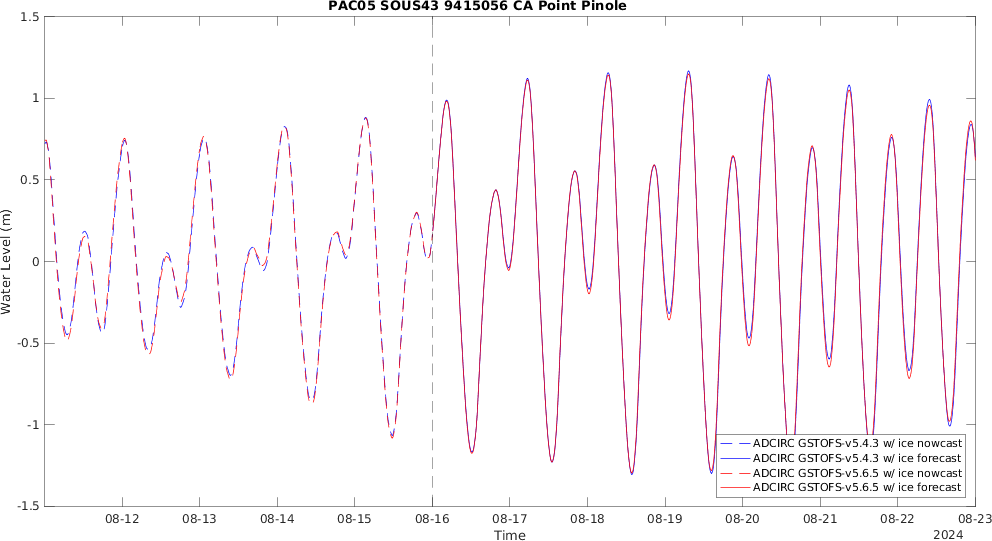 PAC05 SOUS43 9415056 CA Point Pinole
1.5
1
0.5
0
-0.5
-1
-1.5
Water Level (m)
ADCIRC GSTOFS-v5.4.3 w/ ice nowcast
ADCIRC GSTOFS-v5.4.3 w/ ice forecast
ADCIRC GSTOFS-v5.6.5 w/ ice nowcast
ADCIRC GSTOFS-v5.6.5 w/ ice forecast
08-12 08-13 08-14 08-15 08-16 08-17 08-18 08-19 08-20 08-21 08-22 08-23
Time
2024